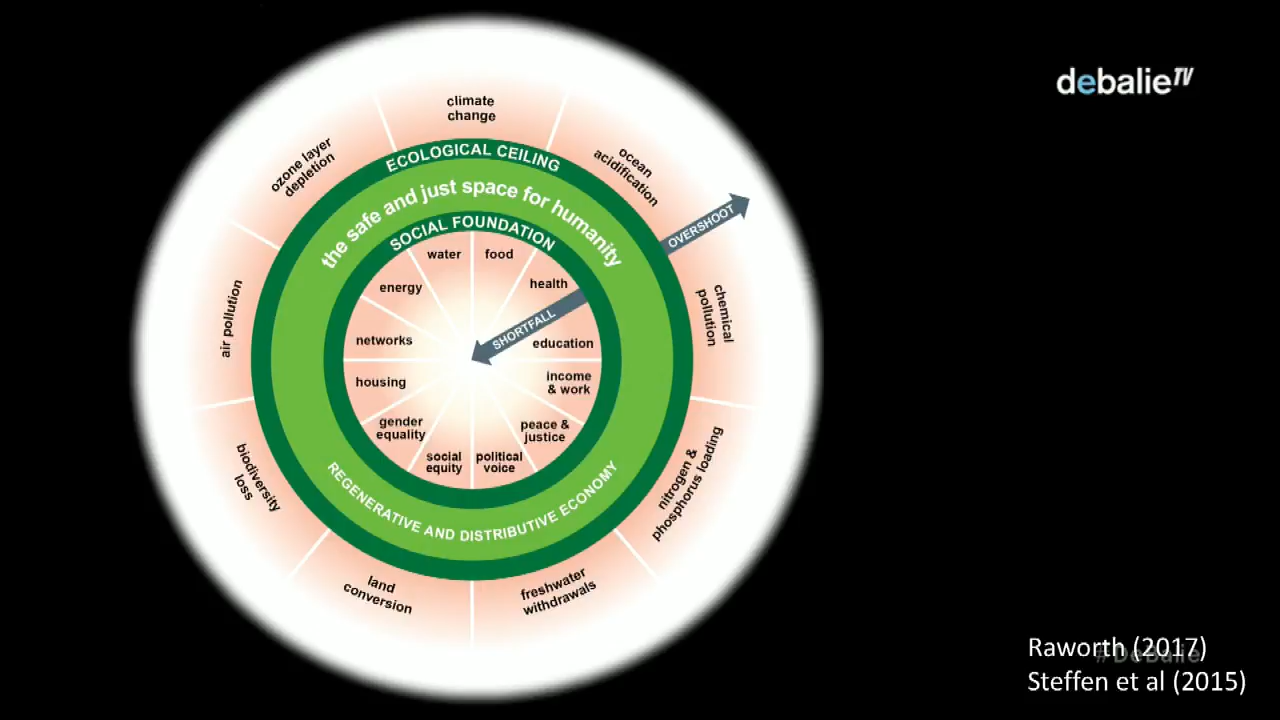 debalieTV
climate
change
ocean
acidification
chemical
pollution
nitrogen &
phosphorus loading
freshwater
withdrawals
land
conversion
biodiversity
loss
air pollution
ozone layer
depletion
ECOLOGICAL CEILING
the safe and just space for humanity
SOCIAL FOUNDATION
OVERSHOOT
water
food
energy
health
SHORTFALL
networks
education
housing
income
& work
gender
equality
peace &
justice
social
equity
political
voice
REGENERATIVE AND DISTRIBUTIVE ECONOMY
Raworth (2017)
#DeBalie
Steffen et al (2015)